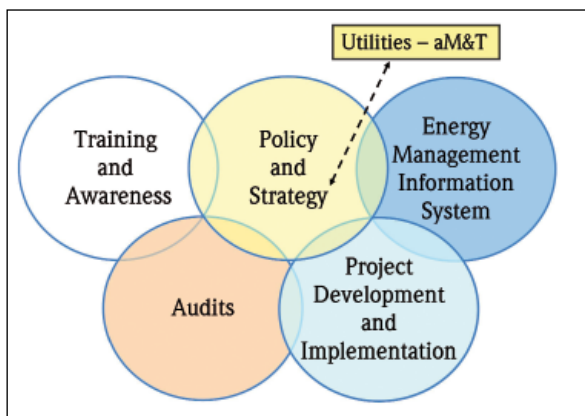 Utilities – aM&T
Training
and
Awareness
Policy
and
Strategy
Energy
Management
Information
System
Audits
Project
Development
and
Implementation